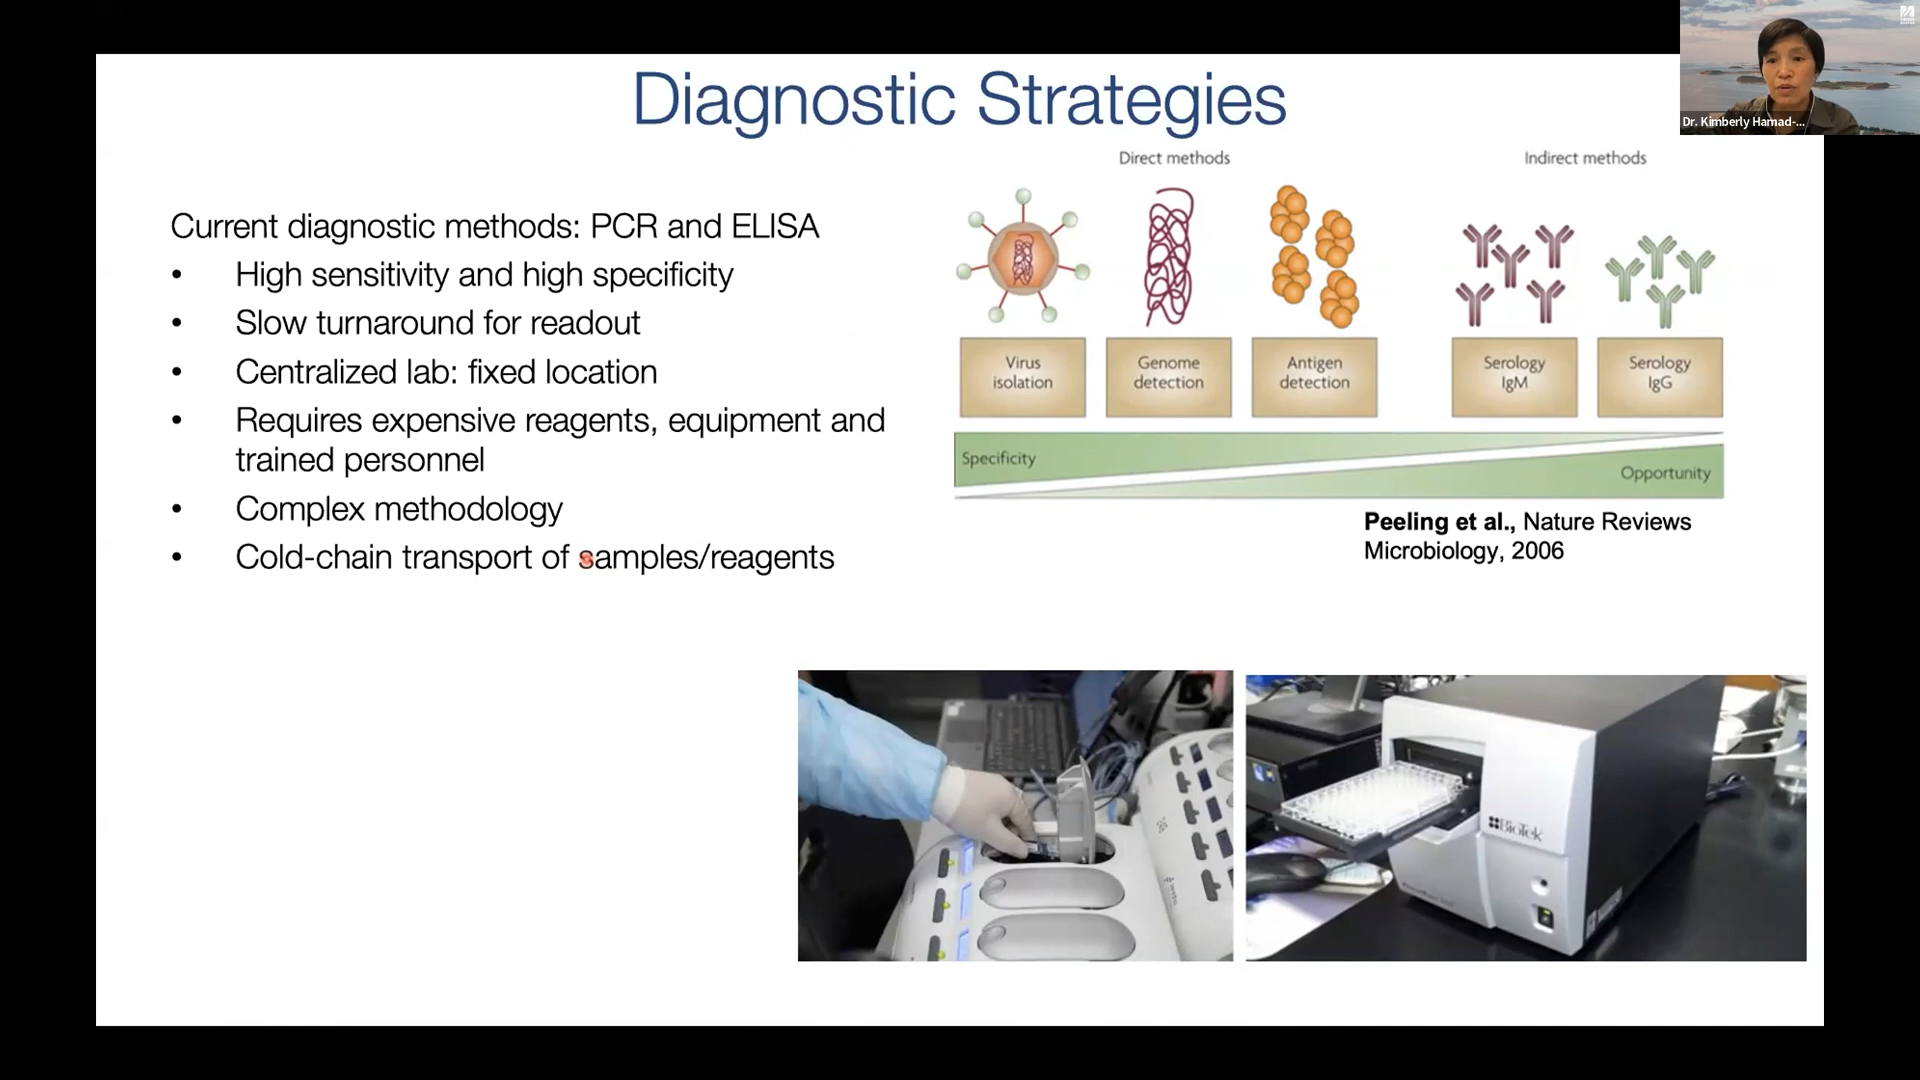 Diagnostic Strategies
Dr. Kimberly Hamad-...
Current diagnostic methods: PCR and ELISA
• High sensitivity and high specificity
• Slow turnaround for readout
• Centralized lab: fixed location
• Requires expensive reagents, equipment and
trained personnel
• Complex methodology
• Cold-chain transport of samples/reagents
Direct methods
Indirect methods
Virus
isolation
Genome
detection
Antigen
detection
Serology
IgM
Serology
IgG
Specificity
Opportunity
Peeling et al., Nature Reviews
Microbiology, 2006
BioTek